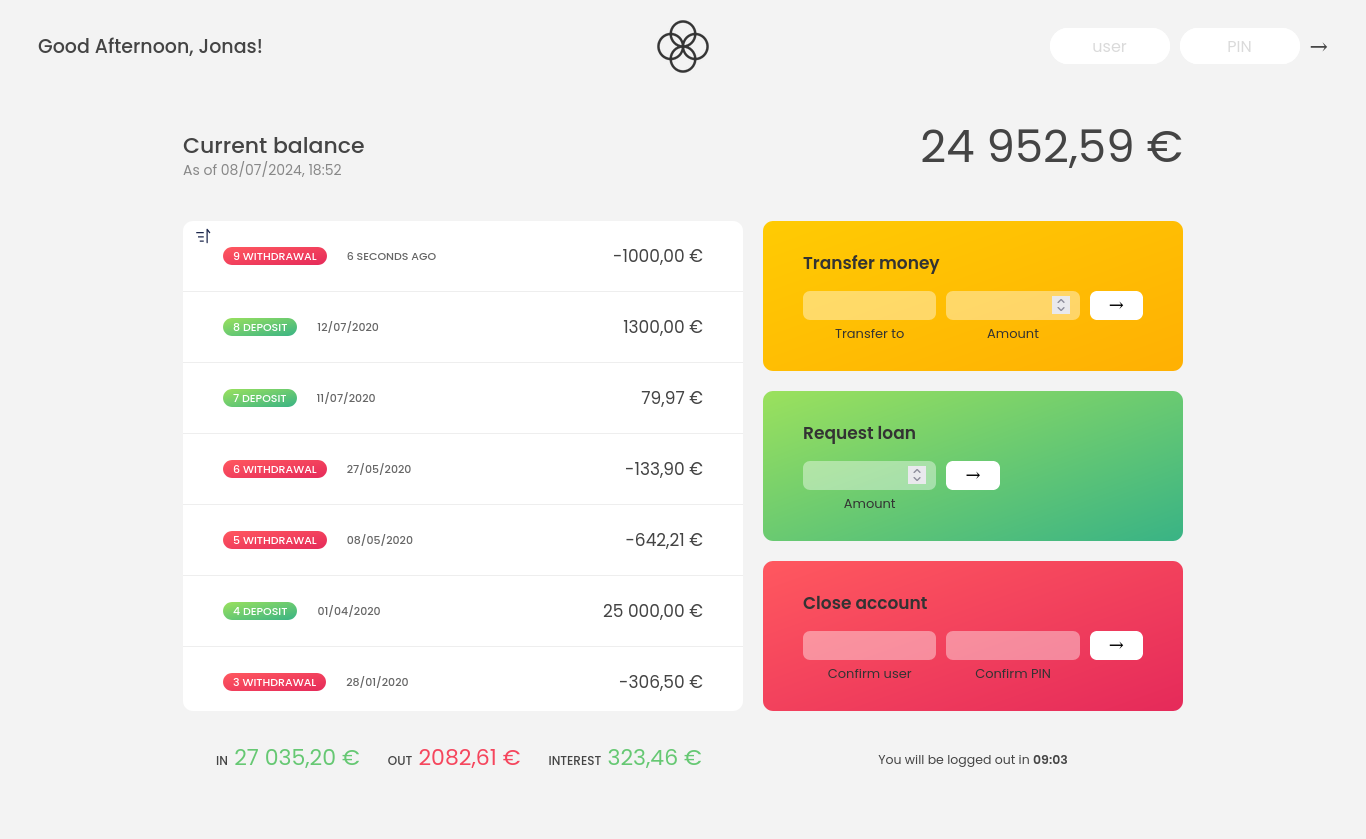 Good Afternoon, Jonas!
user
PIN
→
Current balance
As of 08/07/2024, 18:52
24 952,59 €
9 WITHDRAWAL 6 SECONDS AGO -1000,00 €
8 DEPOSIT 12/07/2020 1300,00 €
7 DEPOSIT 11/07/2020 79,97 €
6 WITHDRAWAL 27/05/2020 -133,90 €
5 WITHDRAWAL 08/05/2020 -642,21 €
4 DEPOSIT 01/04/2020 25 000,00 €
3 WITHDRAWAL 28/01/2020 -306,50 €
Transfer money
→
Transfer to Amount
Request loan
→
Amount
Close account
→
Confirm user Confirm PIN
IN 27 035,20 € OUT 2082,61 € INTEREST 323,46 €
You will be logged out in 09:03